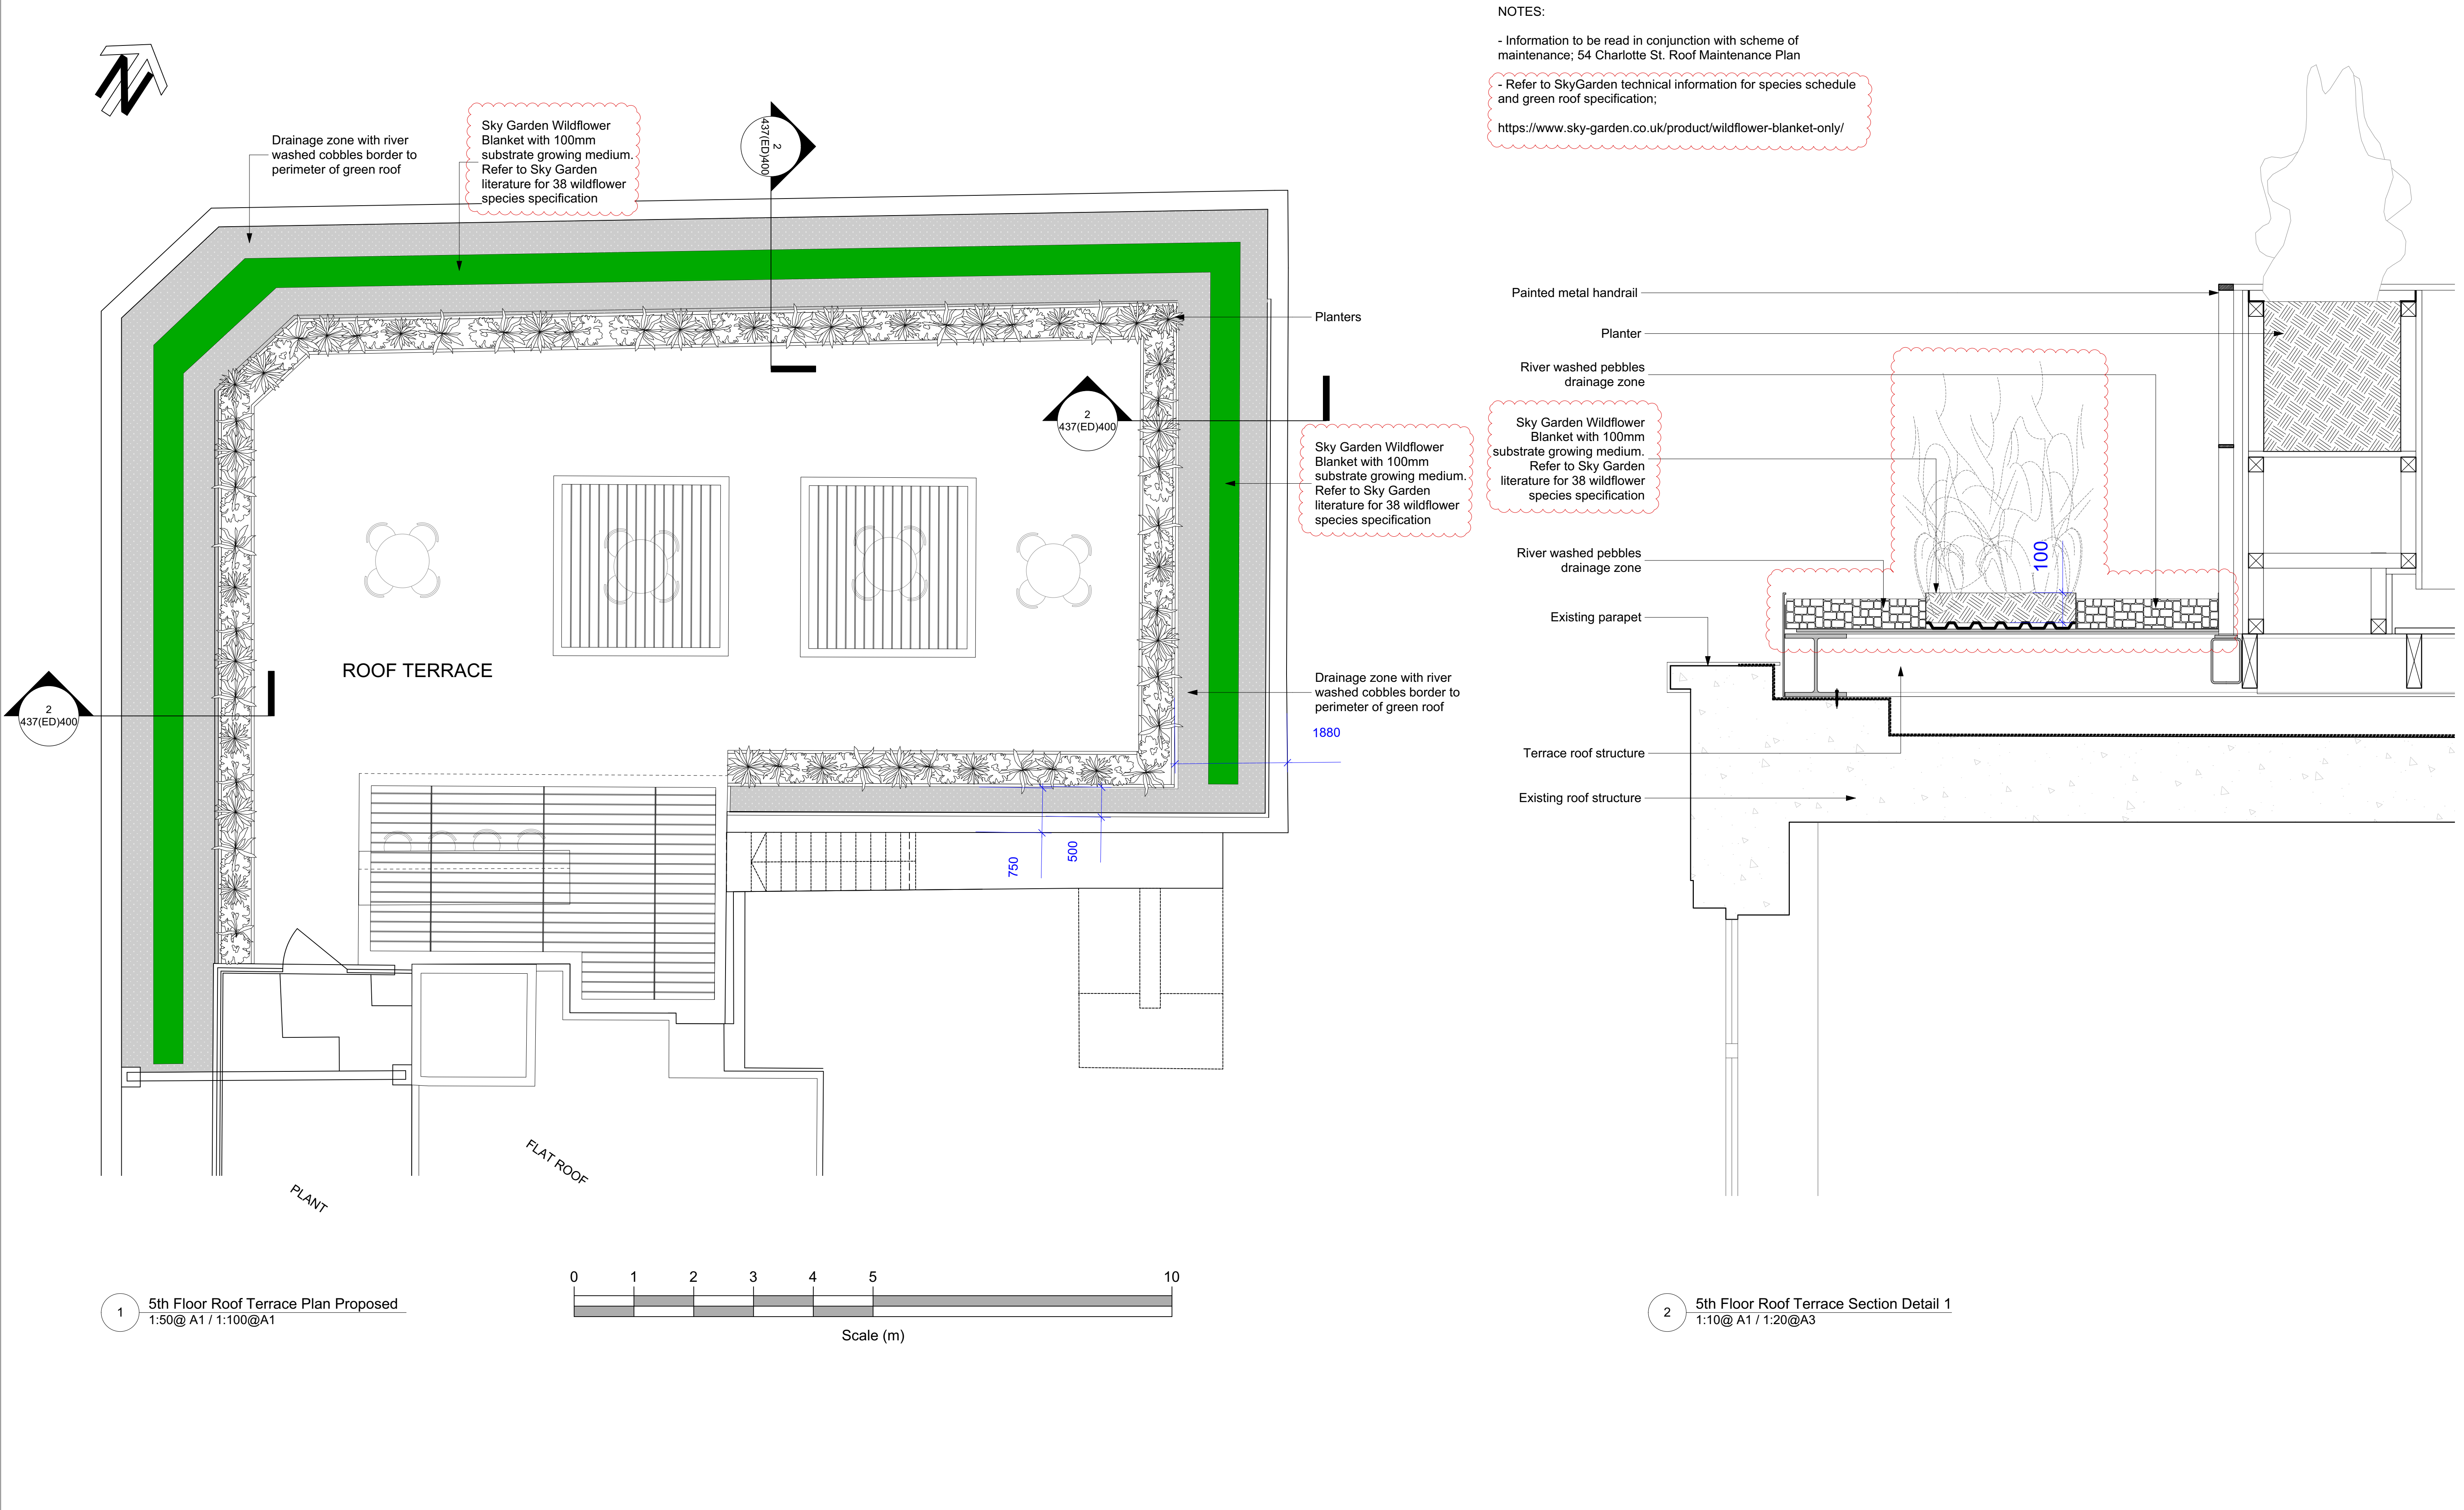 NOTES:
- Information to be read in conjunction with scheme of
maintenance; 54 Charlotte St. Roof Maintenance Plan
- Refer to SkyGarden technical information for species schedule
and green roof specification;
https://www.sky-garden.co.uk/product/wildflower-blanket-only/
N
Drainage zone with river
washed cobbles border to
perimeter of green roof
Sky Garden Wildflower
Blanket with 100mm
substrate growing medium.
Refer to Sky Garden
literature for 38 wildflower
species specification
2
437(ED)400
Planters
2
437(ED)400
Sky Garden Wildflower
Blanket with 100mm
substrate growing medium.
Refer to Sky Garden
literature for 38 wildflower
species specification
ROOF TERRACE
2
437(ED)400
Drainage zone with river
washed cobbles border to
perimeter of green roof
1880
750
500
FLAT ROOF
PLANT
Painted metal handrail
Planter
River washed pebbles
drainage zone
Sky Garden Wildflower
Blanket with 100mm
substrate growing medium.
Refer to Sky Garden
literature for 38 wildflower
species specification
100
River washed pebbles
drainage zone
Existing parapet
Terrace roof structure
Existing roof structure
0 1 2 3 4 5 10
Scale (m)
1
5th Floor Roof Terrace Plan Proposed
1:50@ A1 / 1:100@A1
2
5th Floor Roof Terrace Section Detail 1
1:10@ A1 / 1:20@A3